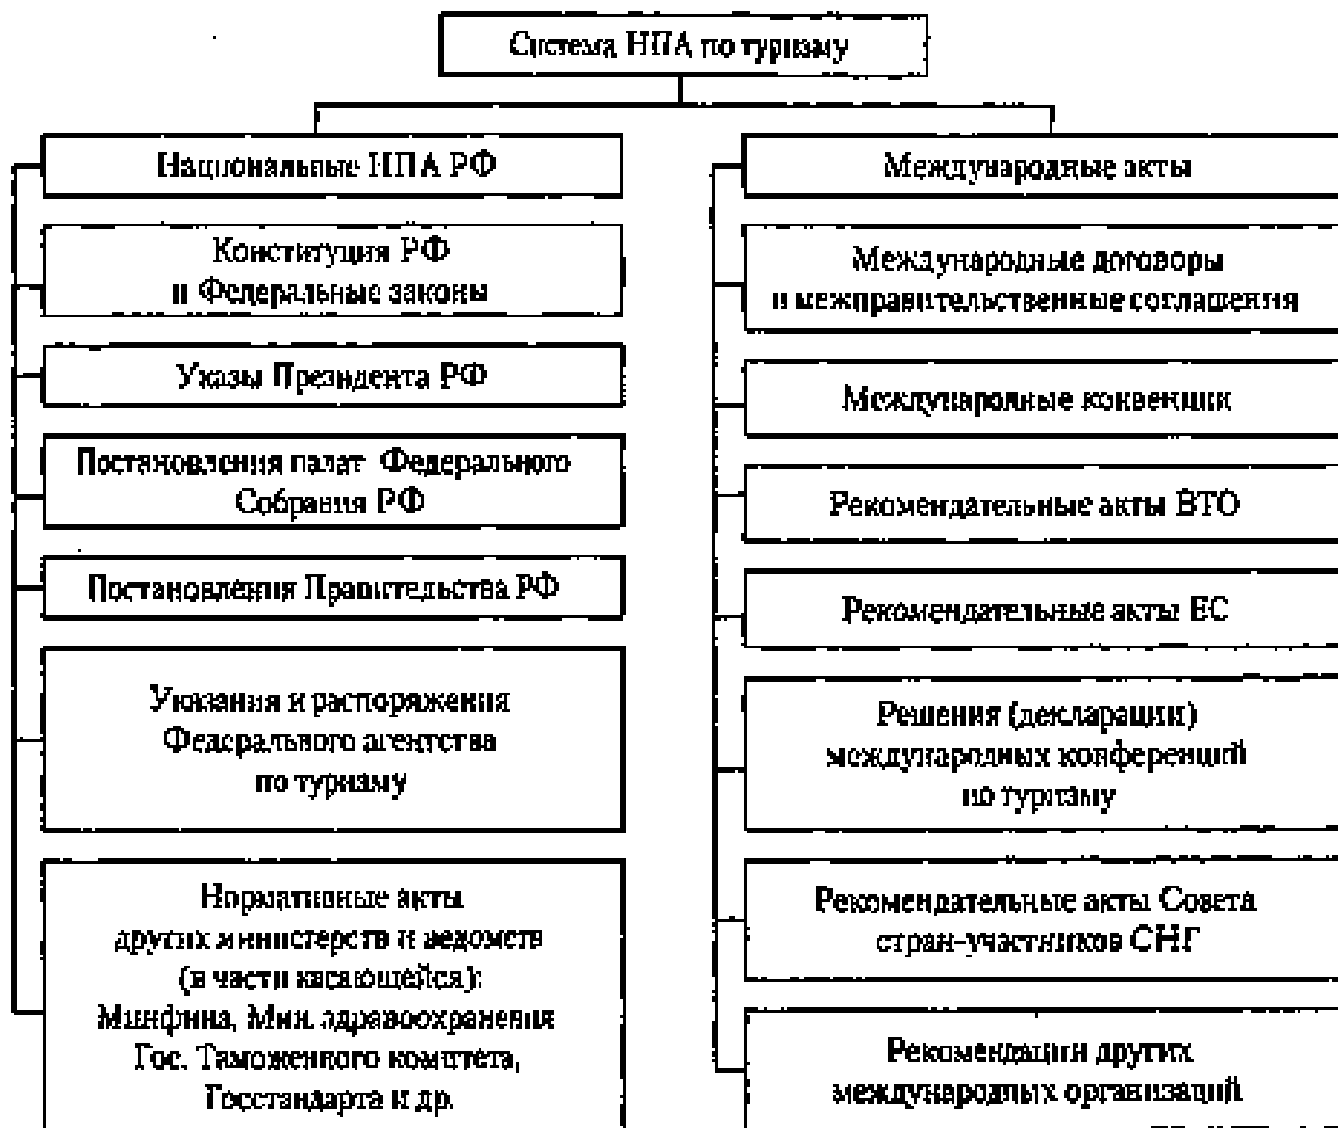 Система НПА по туризму
Национальные НПА РФ
Конституция РФ
и Федеральные законы
Указы Президента РФ
Постановления палат Федерального
Собрания РФ
Постановления Правительства РФ
Указания и распоряжения
Федерального агентства
по туризму
Нормативные акты
других министерств и ведомств
(в части касающейся):
Минфина, Мин. здравоохранения
Гос. Таможенного комитета,
Госстандарта и др.
Международные акты
Международные договоры
и межправительственные соглашения
Международные конвенции
Рекомендательные акты ВТО
Рекомендательные акты ЕС
Решения (декларации)
международных конференций
по туризму
Рекомендательные акты Совета
стран-участников СНГ
Рекомендации других
международных организаций